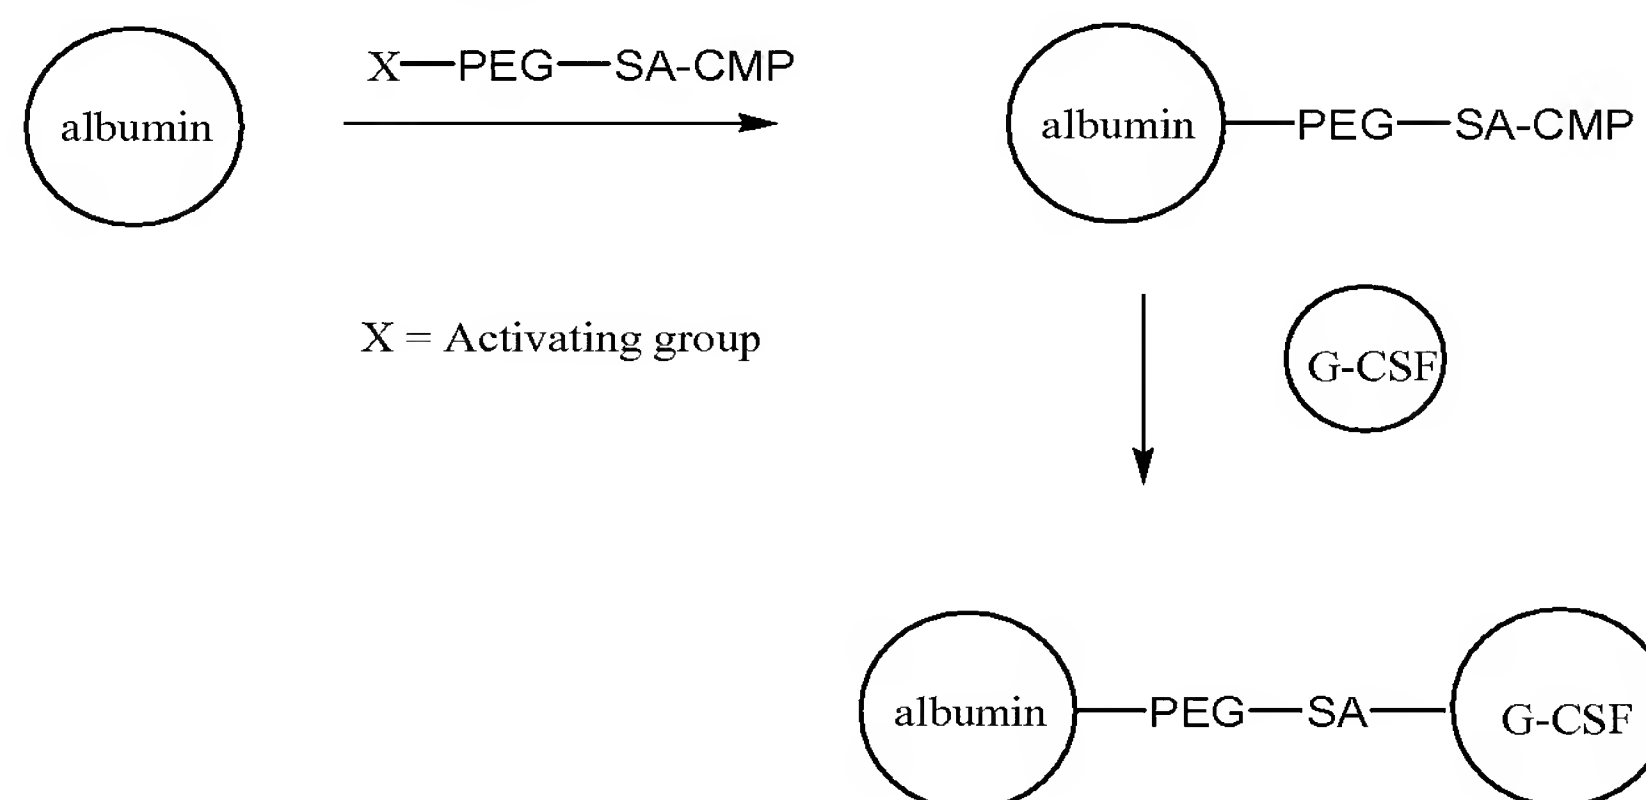 X—PEG—SA-CMP
albumin
albumin—PEG—SA-CMP
X = Activating group
G-CSF
albumin—PEG—SA—G-CSF